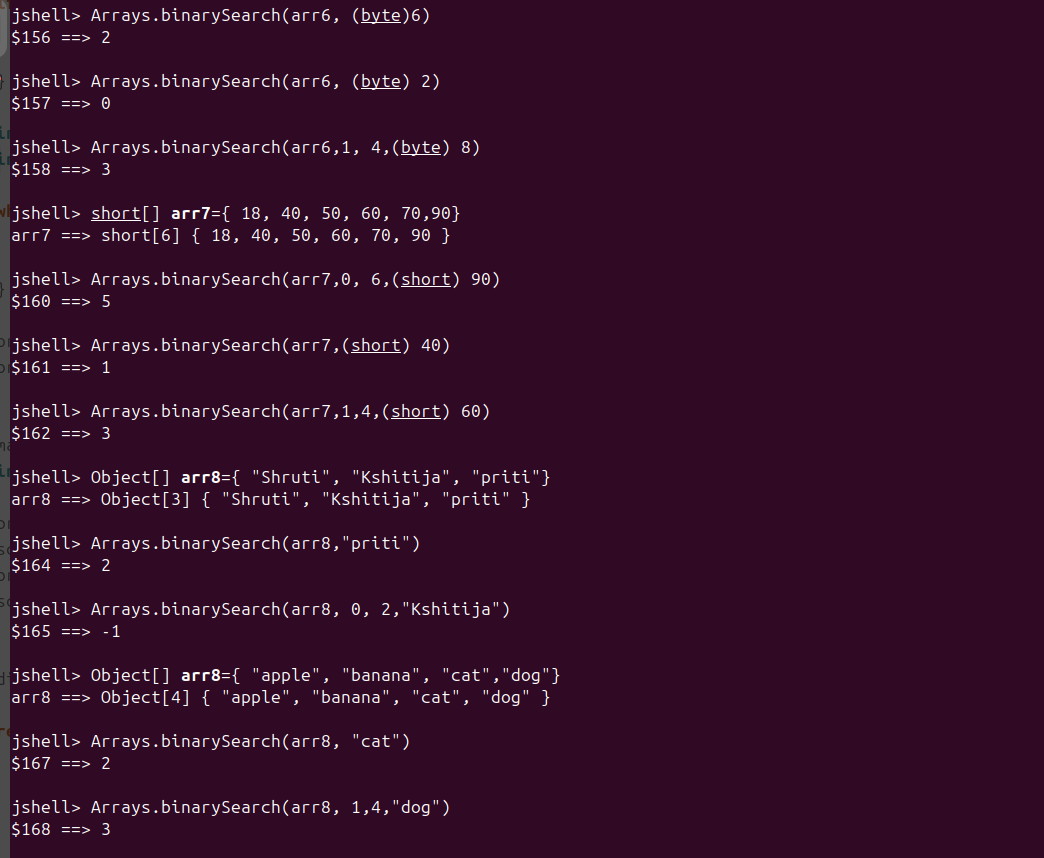 jshell> Arrays.binarySearch(arr6, (byte)6)
$156 ==> 2
jshell> Arrays.binarySearch(arr6, (byte) 2)
$157 ==> 0
jshell> Arrays.binarySearch(arr6,1, 4,(byte) 8)
$158 ==> 3
jshell> short[] arr7={ 18, 40, 50, 60, 70,90}
arr7 ==> short[6] { 18, 40, 50, 60, 70, 90 }
jshell> Arrays.binarySearch(arr7,0, 6,(short) 90)
$160 ==> 5
jshell> Arrays.binarySearch(arr7,(short) 40)
$161 ==> 1
jshell> Arrays.binarySearch(arr7,1,4,(short) 60)
$162 ==> 3
jshell> Object[] arr8={ "Shruti", "Kshitija", "priti"}
arr8 ==> Object[3] { "Shruti", "Kshitija", "priti" }
jshell> Arrays.binarySearch(arr8,"priti")
$164 ==> 2
jshell> Arrays.binarySearch(arr8, 0, 2,"Kshitija")
$165 ==> -1
jshell> Object[] arr8={ "apple", "banana", "cat","dog"}
arr8 ==> Object[4] { "apple", "banana", "cat", "dog" }
jshell> Arrays.binarySearch(arr8, "cat")
$167 ==> 2
jshell> Arrays.binarySearch(arr8, 1,4,"dog")
$168 ==> 3